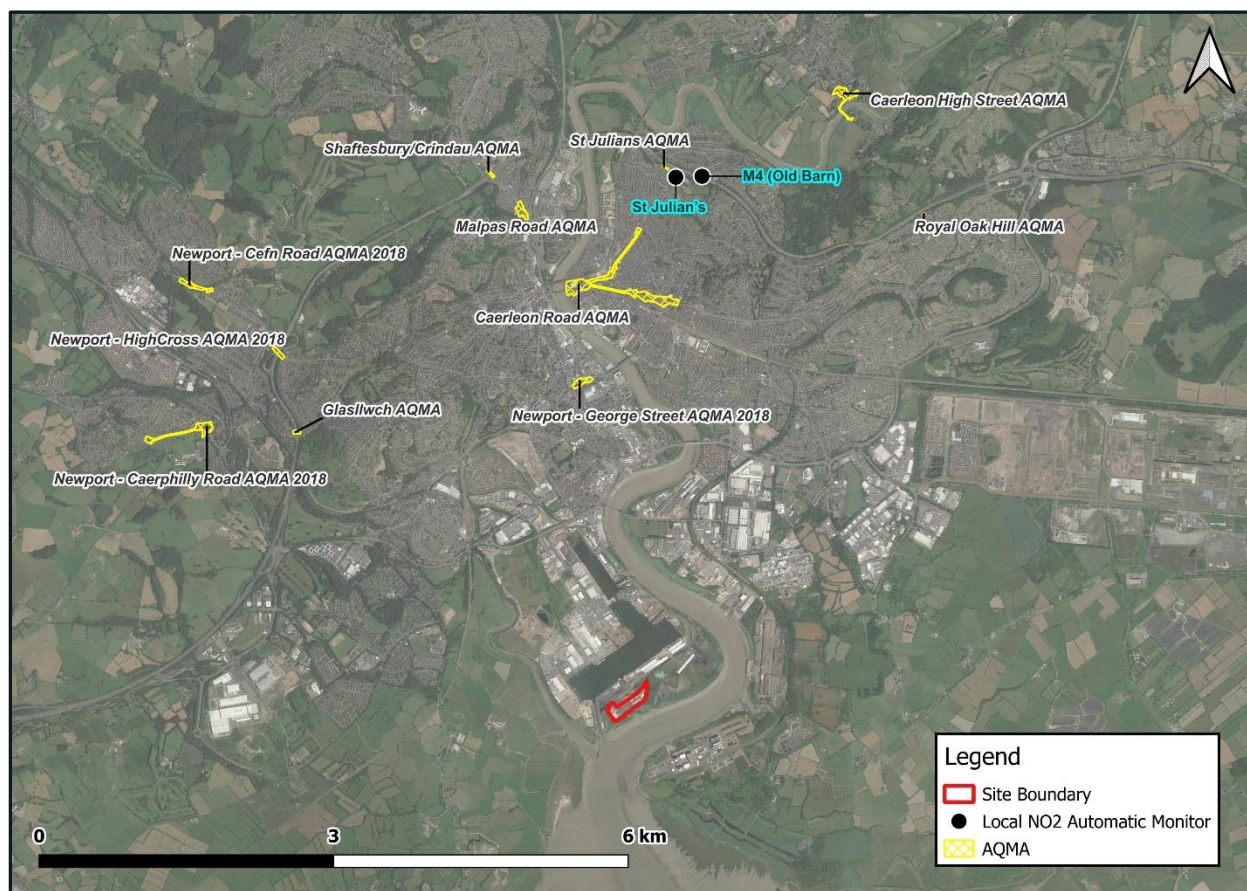 Caerleon High Street AQMA
Shaftesbury/Crindau AQMA
St Julians AQMA
M4 (Old Barn)
St Julian's
Malpas Road AQMA
Royal Oak Hill AQMA
Newport - Cefn Road AQMA 2018
Caerleon Road AQMA
Newport - HighCross AQMA 2018
Glasllwch AQMA
Newport - George Street AQMA 2018
Newport - Caerphilly Road AQMA 2018
Legend
Site Boundary
Local NO2 Automatic Monitor
AQMA
0 3 6 km